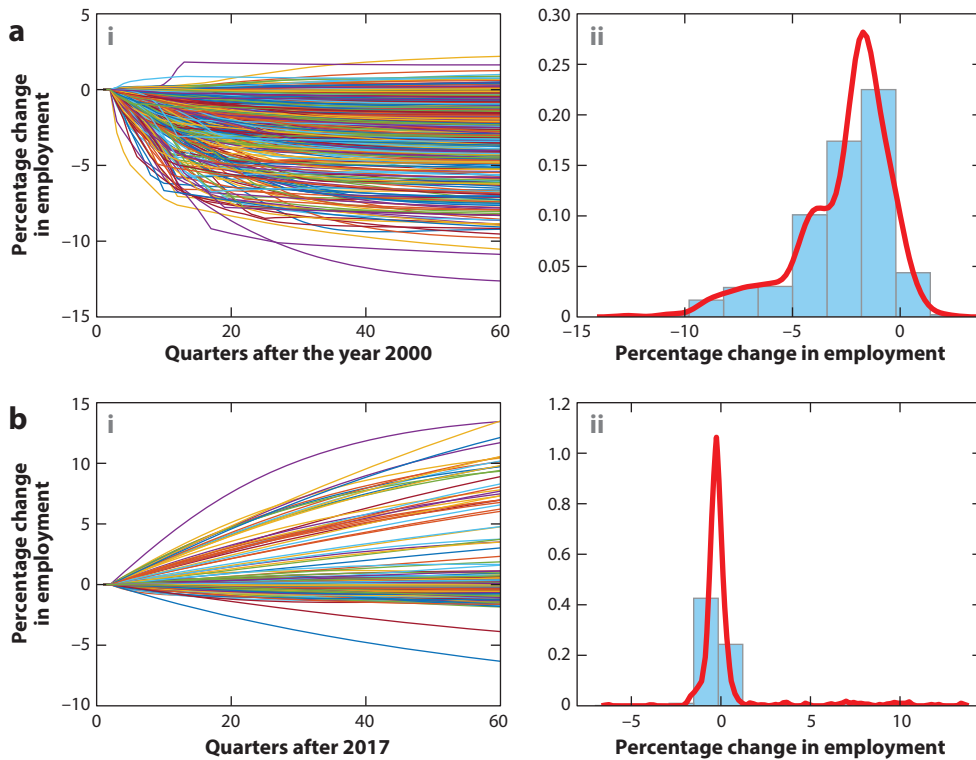 a
i
Percentage change
in employment
5
0
−5
−10
−15
0
20
40
60
Quarters after the year 2000
ii
0.30
0.25
0.20
0.15
0.10
0.05
0
−15
−10
−5
0
Percentage change in employment
b
i
Percentage change
in employment
15
10
5
0
−5
−10
0
20
40
60
Quarters after 2017
ii
1.2
1.0
0.8
0.6
0.4
0.2
0
−5
0
5
10
Percentage change in employment